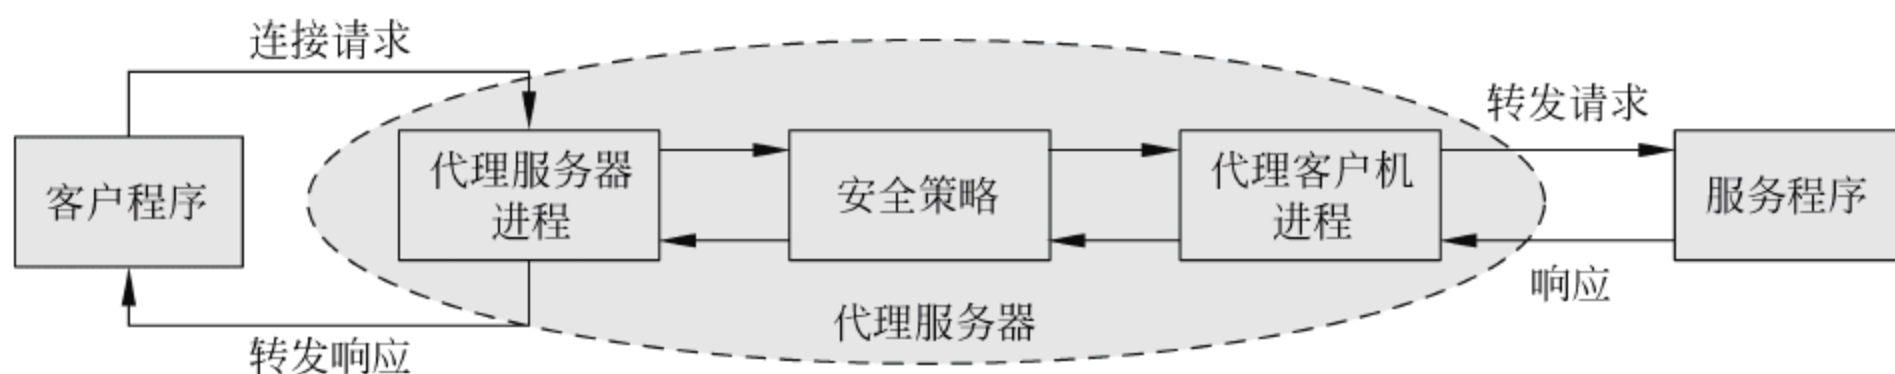 连接请求
转发请求
客户程序
代理服务器
进程
安全策略
代理客户机
进程
服务程序
响应
代理服务器
转发响应